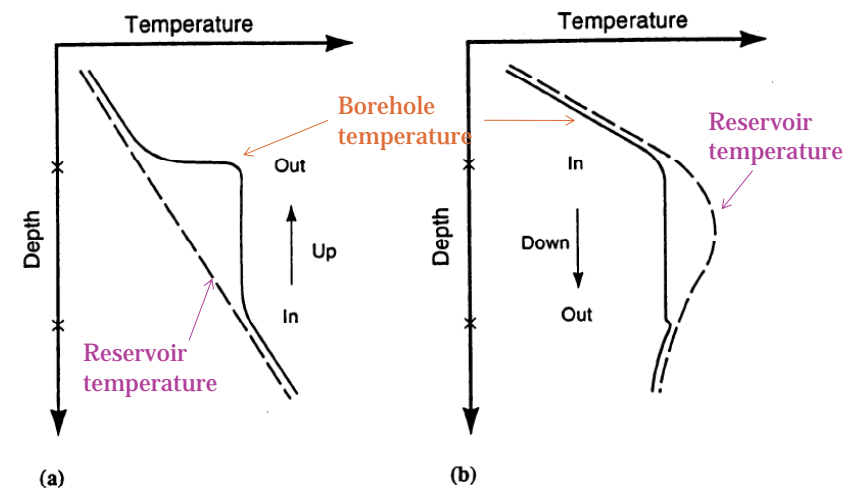 Temperature
Depth
Borehole
temperature
Out
Up
In
Reservoir
temperature
(a)
Temperature
Depth
Reservoir
temperature
In
Down
Out
(b)